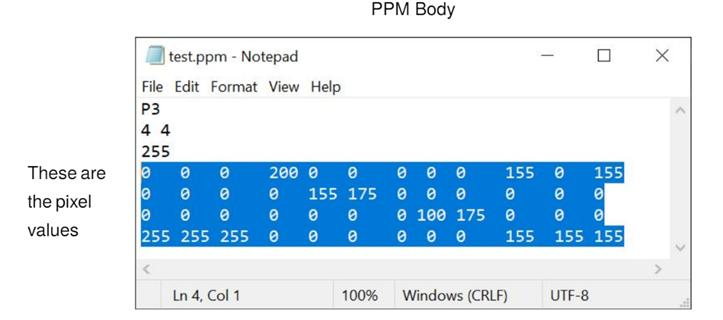 PPM Body
test.ppm - Notepad
File Edit Format View Help
P3
4 4
255
0 0 0 200 0 0 0 0 0 155 0 155
0 0 0 0 155 175 0 0 0 0 0 0
0 0 0 0 0 0 0 100 175 0 0 0
255 255 255 0 0 0 0 0 0 155 155 155
These are
the pixel
values
Ln 4, Col 1 100% Windows (CRLF) UTF-8